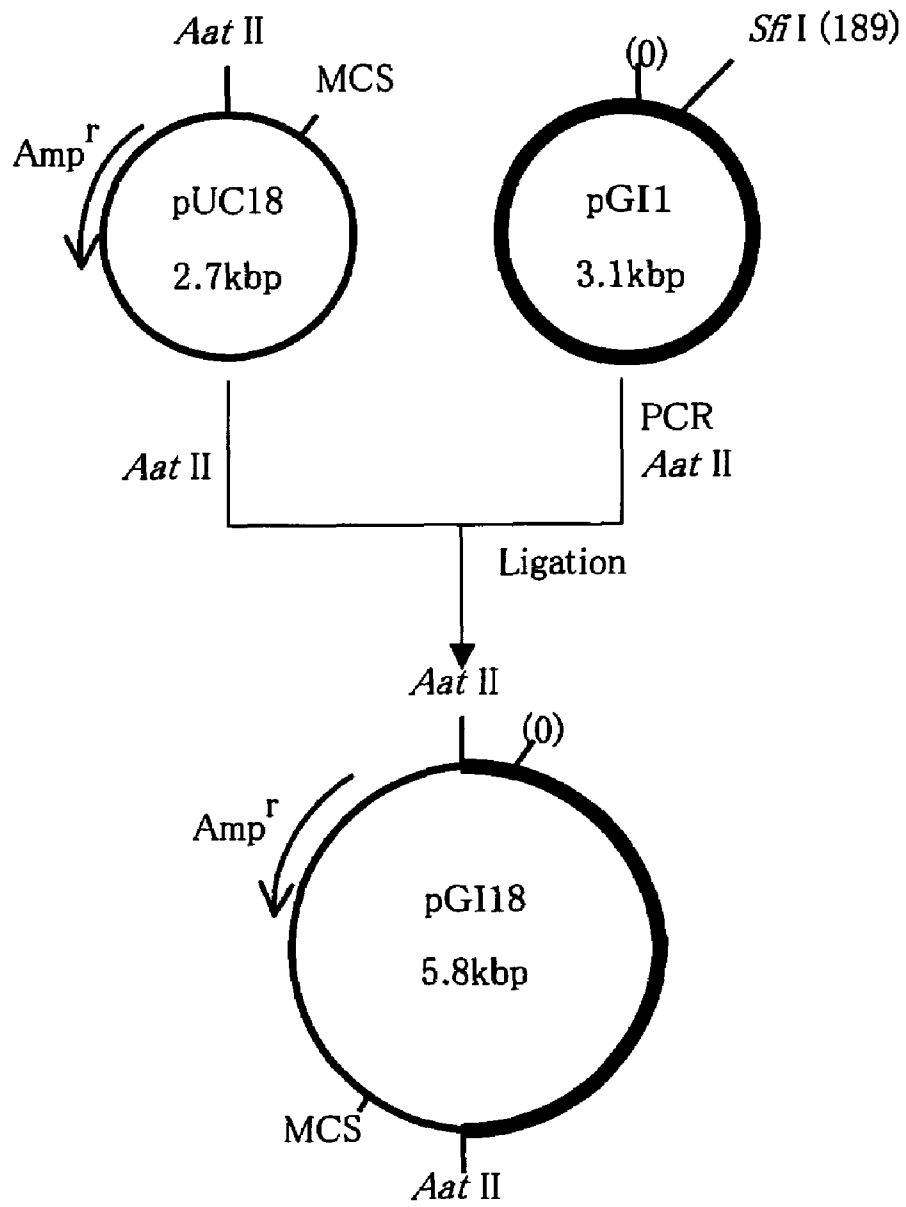 Aat II
MCS
Amp^r
pUC18
2.7kbp
(0)
Sfi I (189)
pGI1
3.1kbp
Aat II
PCR
Aat II
Ligation
Aat II
(0)
Amp^r
pGI18
5.8kbp
MCS
Aat II